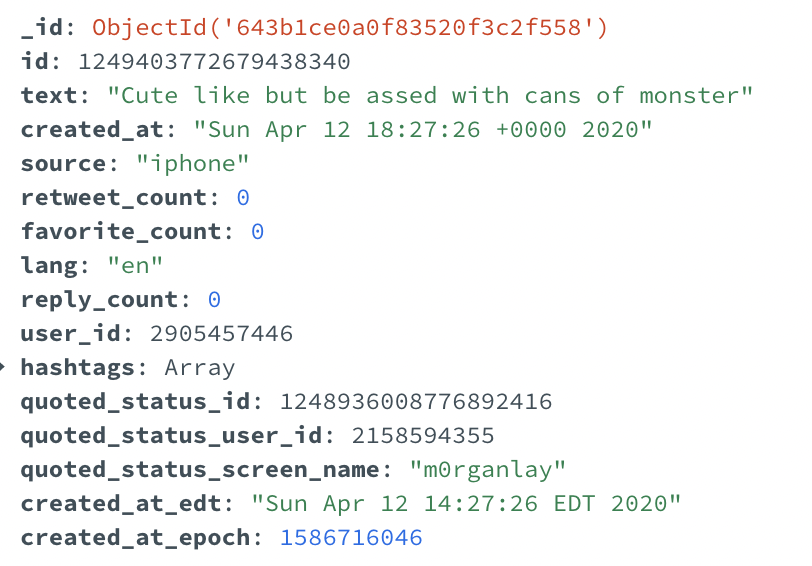 _id: ObjectId('643b1ce0a0f83520f3c2f558')
id: 1249403772679438340
text: "Cute like but be assed with cans of monster"
created_at: "Sun Apr 12 18:27:26 +0000 2020"
source: "iphone"
retweet_count: 0
favorite_count: 0
lang: "en"
reply_count: 0
user_id: 2905457446
hashtags: Array
quoted_status_id: 1248936008776892416
quoted_status_user_id: 2158594355
quoted_status_screen_name: "m0rganlay"
created_at_edt: "Sun Apr 12 14:27:26 EDT 2020"
created_at_epoch: 1586716046